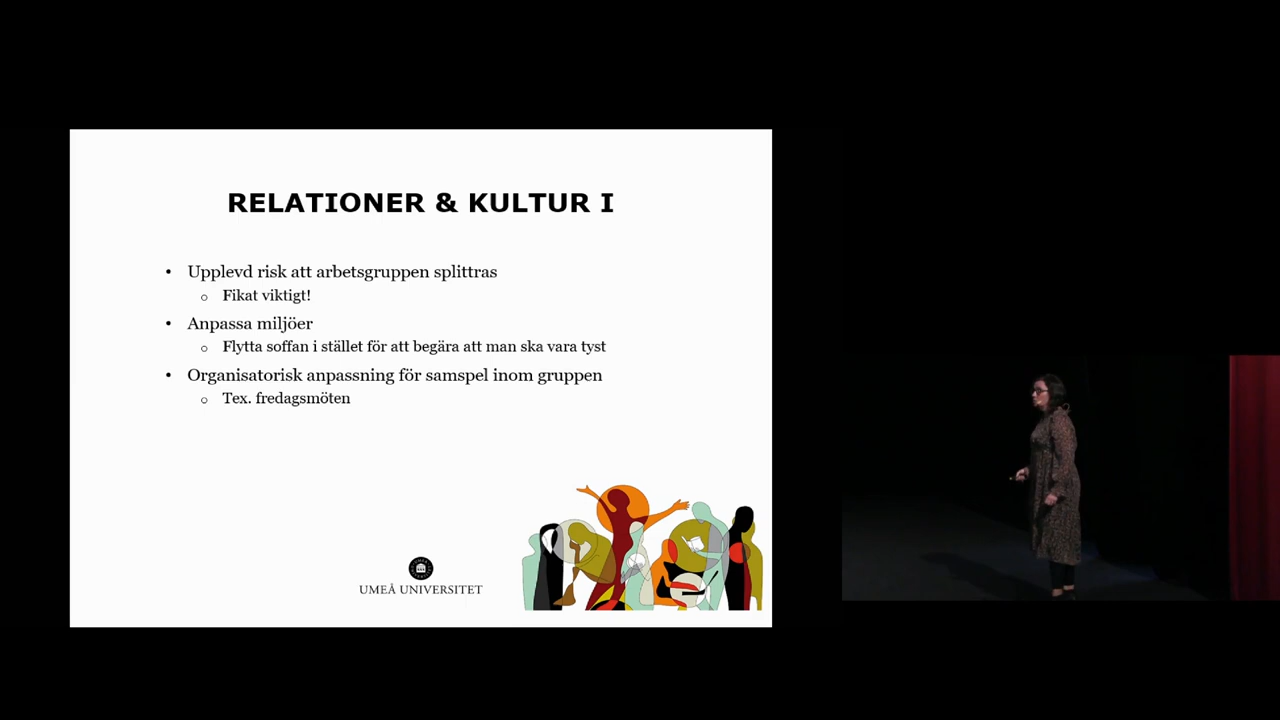 RELATIONER & KULTUR I
• Upplevd risk att arbetsgruppen splittras
o Fikat viktigt!
• Anpassa miljöer
o Flytta soffan i stället för att begära att man ska vara tyst
• Organisatorisk anpassning för samspel inom gruppen
o Tex. fredagsmöten
UMEÅ UNIVERSITET